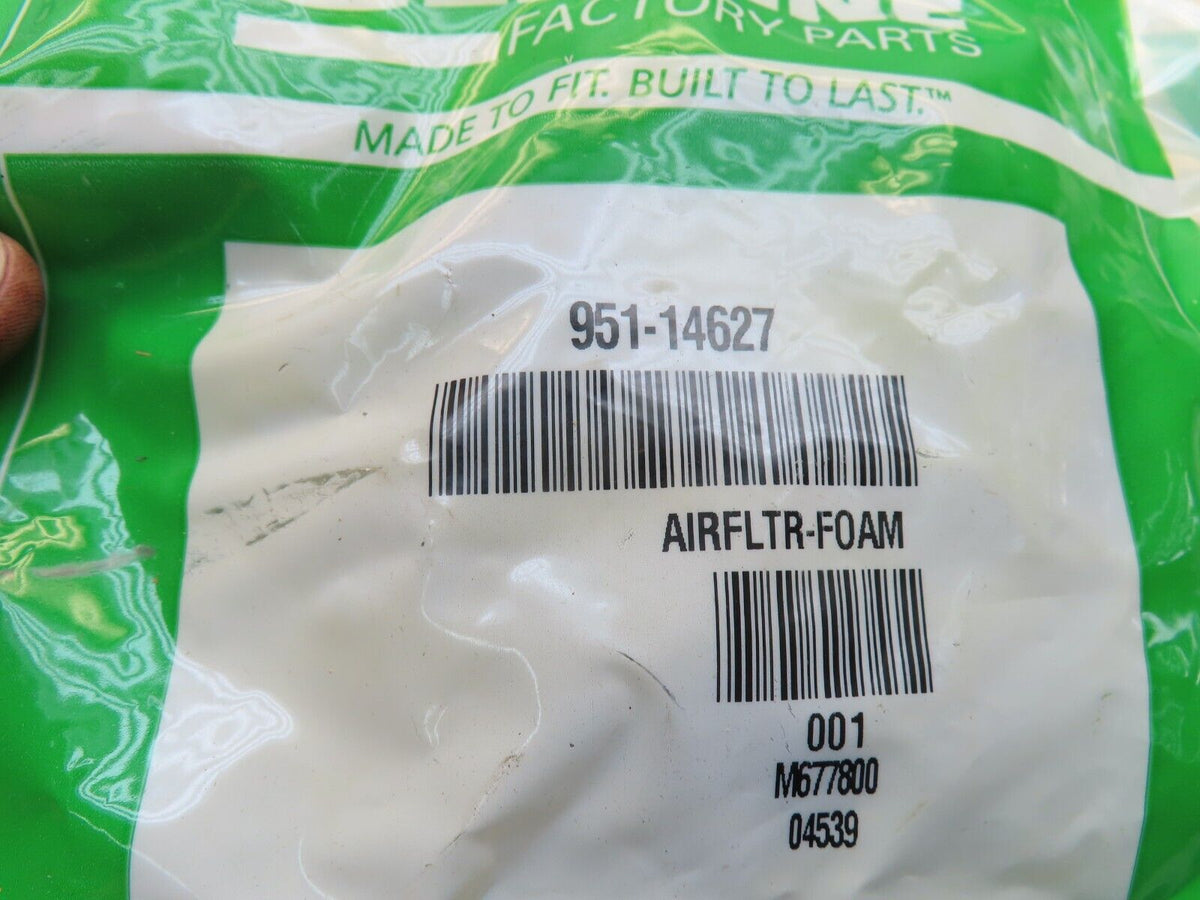 FACTORY PARTS
MADE TO FIT. BUILT TO LAST.™
951-14627
AIRFLTR-FOAM
001
M677800
04539